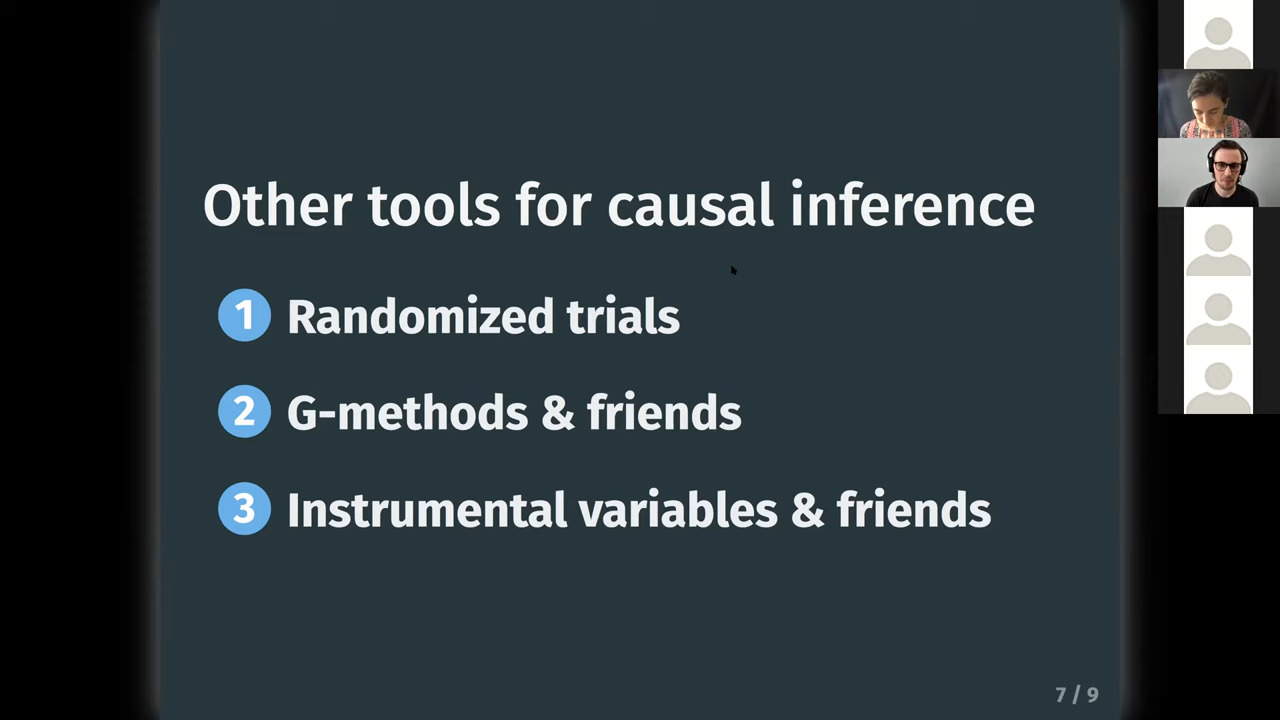 Other tools for causal inference
1 Randomized trials
2 G-methods & friends
3 Instrumental variables & friends
7 / 9